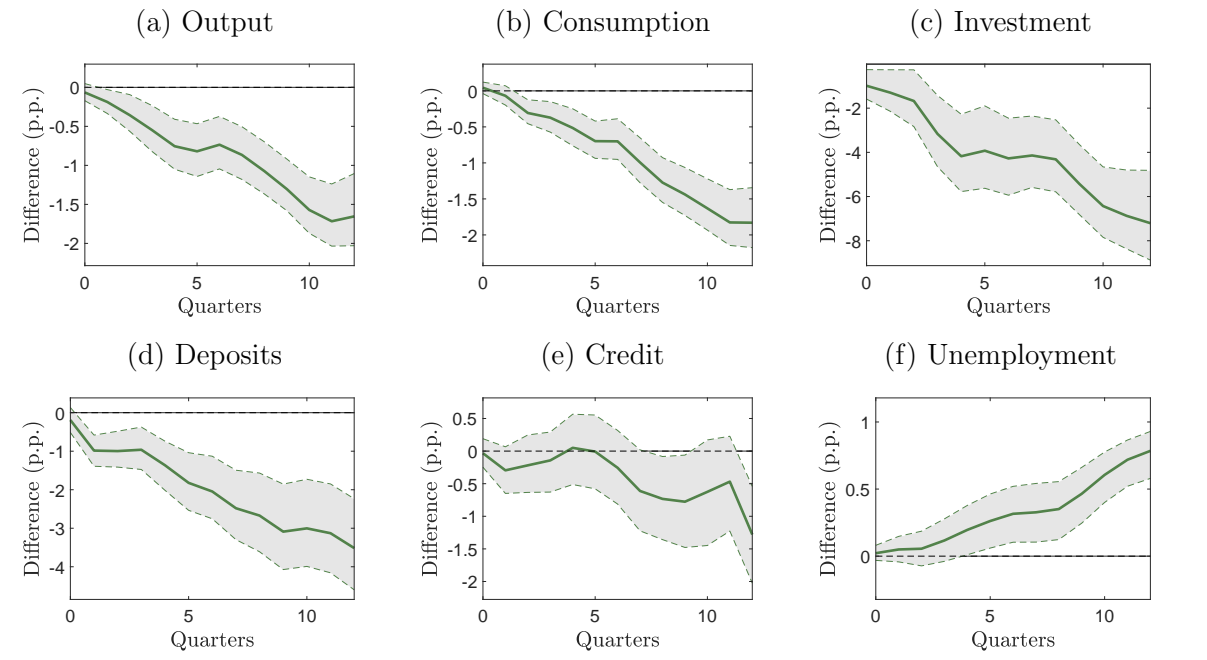 (a) Output
(b) Consumption
(c) Investment
Difference (p.p.)
0
-0.5
-1
-1.5
-2
0 5 10
Quarters
Difference (p.p.)
0
-0.5
-1
-1.5
-2
0 5 10
Quarters
Difference (p.p.)
-2
-4
-6
-8
0 5 10
Quarters
(d) Deposits
(e) Credit
(f) Unemployment
Difference (p.p.)
0
-1
-2
-3
-4
0 5 10
Quarters
Difference (p.p.)
0.5
0
-0.5
-1
-1.5
-2
0 5 10
Quarters
Difference (p.p.)
1
0.5
0
0 5 10
Quarters